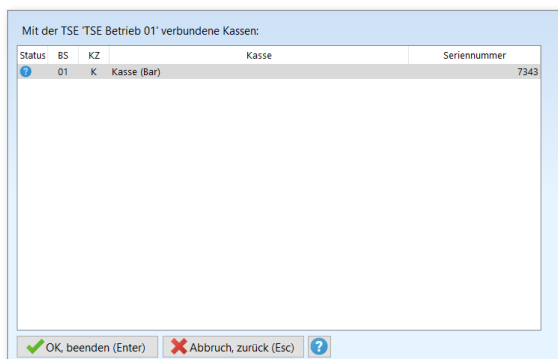 Mit der TSE 'TSE Betrieb 01' verbundene Kassen:
Status BS KZ Kasse Seriennummer
? 01 K Kasse (Bar) 7343
OK, beenden (Enter) Abbruch, zurück (Esc) ?